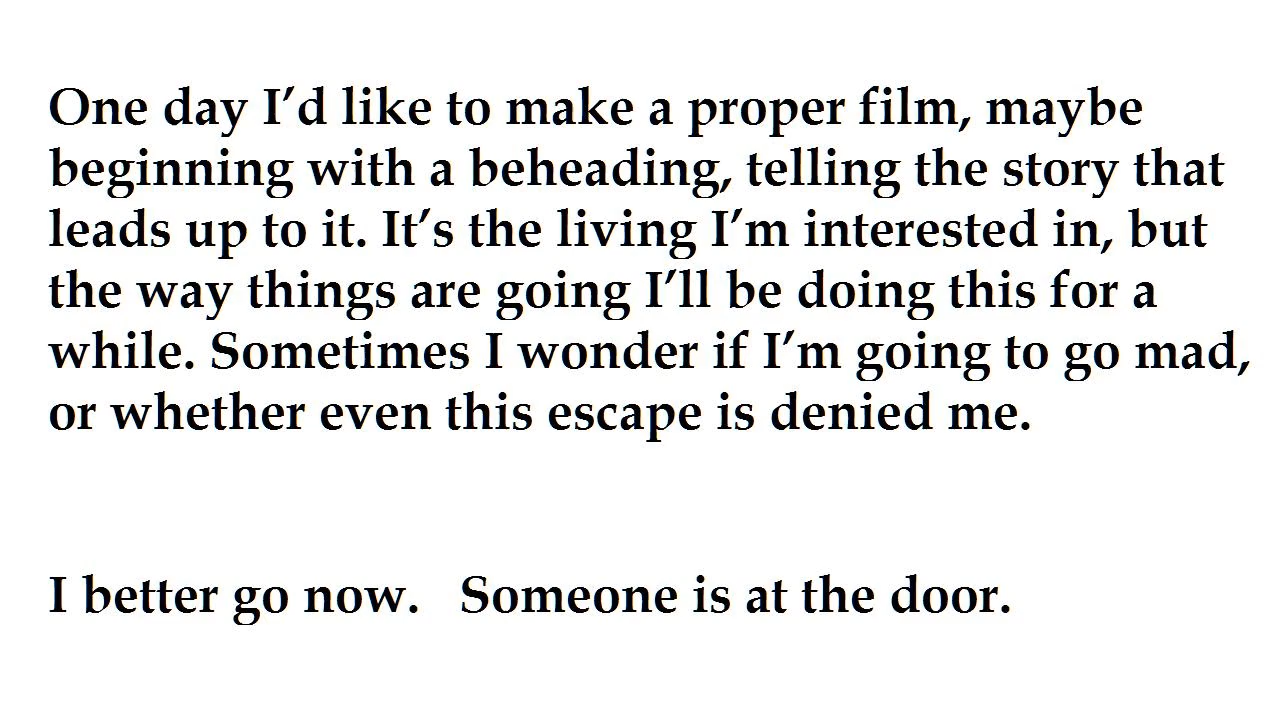 One day I’d like to make a proper film, maybe
beginning with a beheading, telling the story that
leads up to it. It’s the living I’m interested in, but
the way things are going I’ll be doing this for a
while. Sometimes I wonder if I’m going to go mad,
or whether even this escape is denied me.
I better go now.   Someone is at the door.